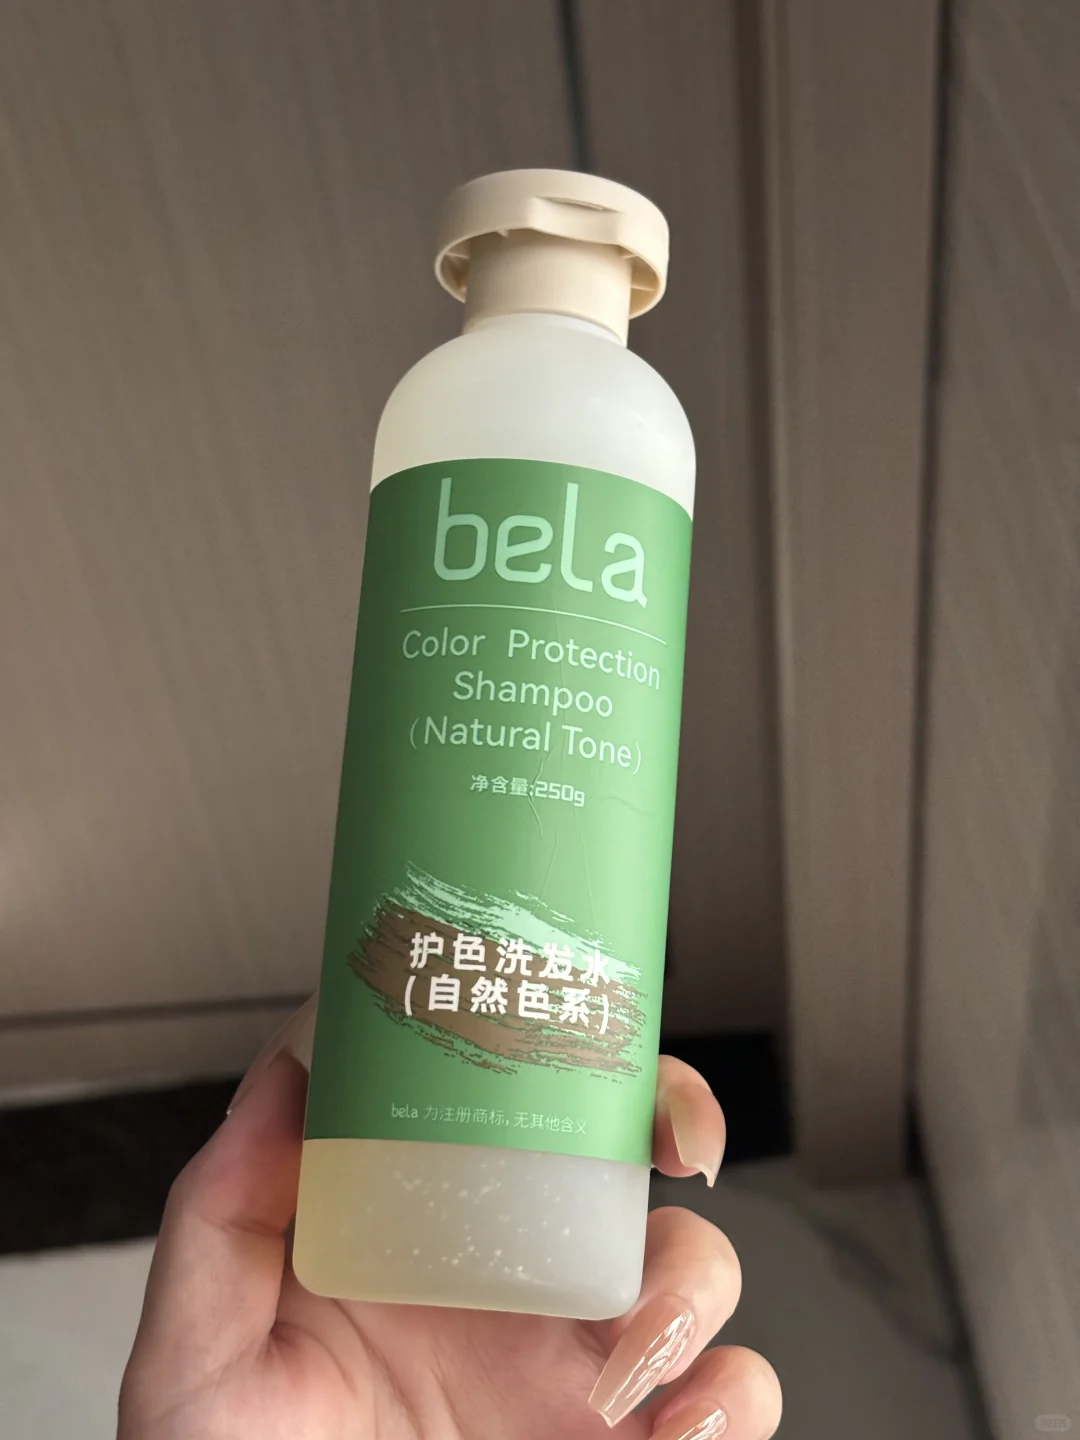 bela
Color Protection
Shampoo
(Natural Tone)
净含量:250g
护色洗发水
(自然色系)
bela 为注册商标,无其他含义